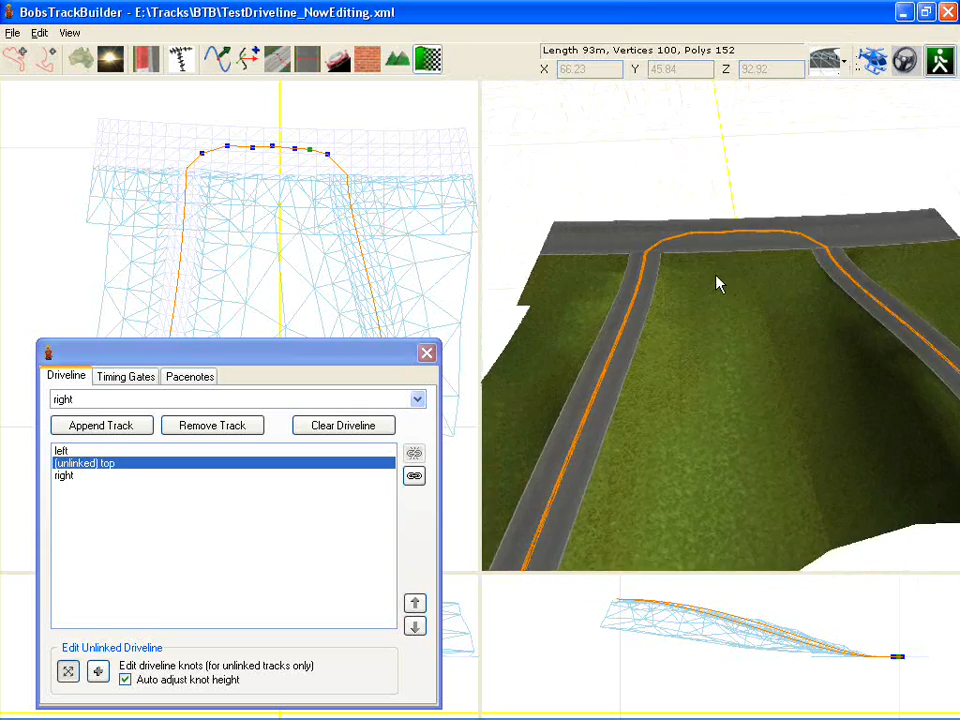 BobsTrackBuilder - E:\Tracks\BTB\TestDriveline_NowEditing.xml
File Edit View
Length 93m, Vertices 100, Polys 152
X 66.23 Y 45.84 Z 92.92
Driveline Timing Gates Pacenotes
right
Append Track Remove Track Clear Driveline
left
(unlinked) top
right
Edit Unlinked Driveline
Edit driveline knots (for unlinked tracks only)
Auto adjust knot height